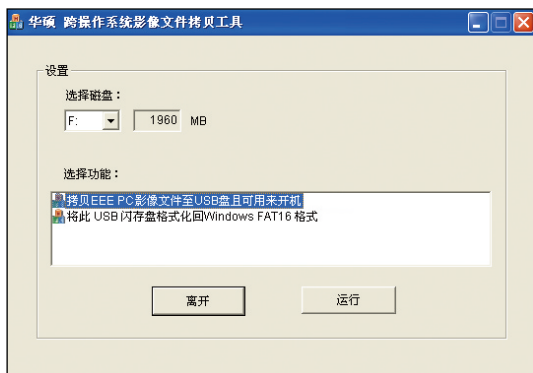 华硕 跨操作系统影像文件拷贝工具
设置
选择磁盘：
F: 1960 MB
选择功能：
拷贝EEE PC影像文件至USB盘且可用来开机
将此 USB 闪存盘格式化回Windows FAT16 格式
离开 运行